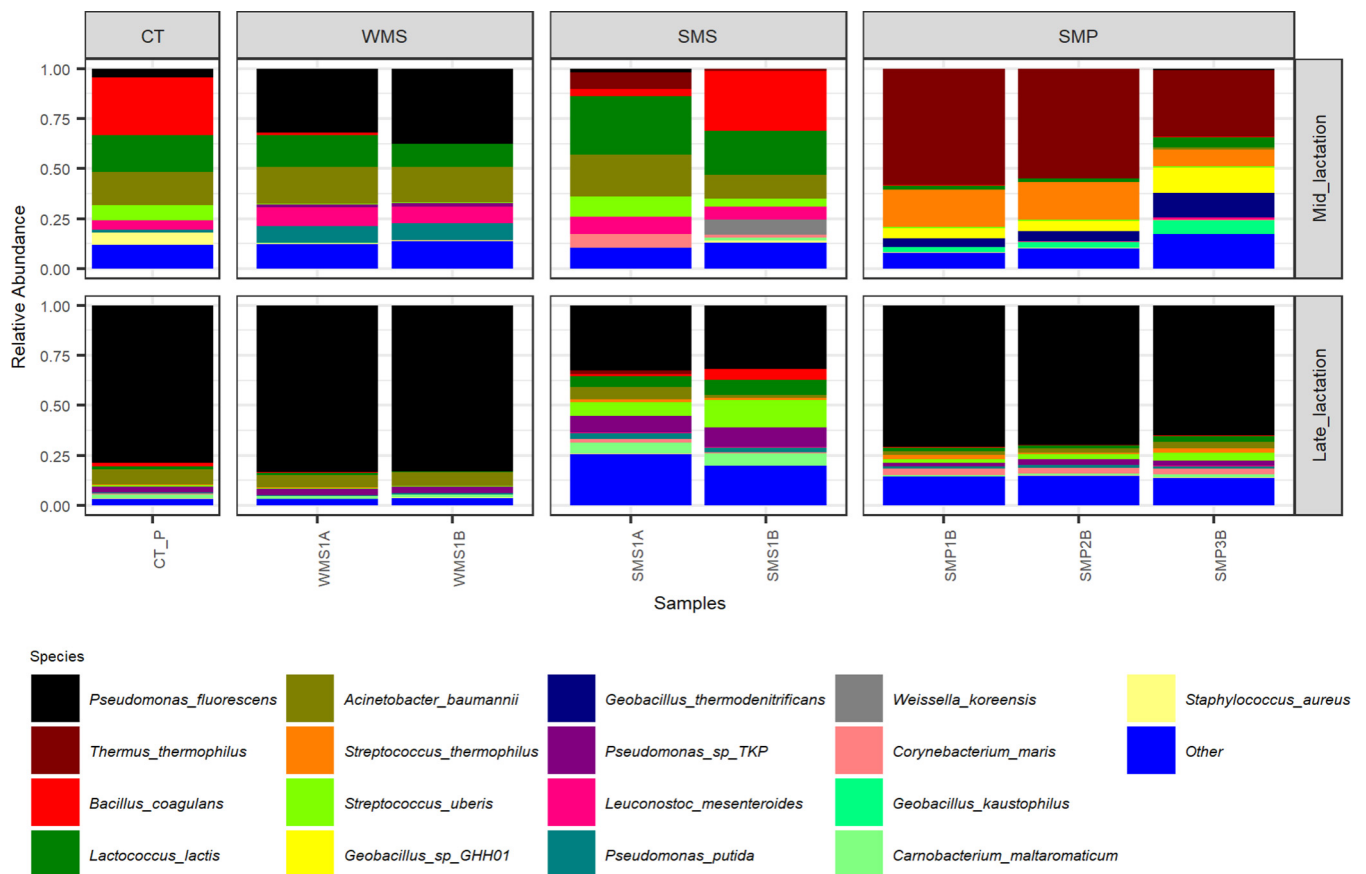 CT WMS SMS SMP
1.00
0.75
0.50
0.25
0.00
Mid_lactation
Relative Abundance
1.00
0.75
0.50
0.25
0.00
Late_lactation
CT_P WMS1A WMS1B SMS1A SMS1B SMP1B SMP2B SMP3B
Samples
Species
Pseudomonas_fluorescens Acinetobacter_baumannii Geobacillus_thermodenitrificans Weissella_koreensis Staphylococcus_aureus
Thermus_thermophilus Streptococcus_thermophilus Pseudomonas_sp_TKP Corynebacterium_maris Other
Bacillus_coagulans Streptococcus_uberis Leuconostoc_mesenteroides Geobacillus_kaustophilus
Lactococcus_lactis Geobacillus_sp_GHH01 Pseudomonas_putida Carnobacterium_maltaromaticum